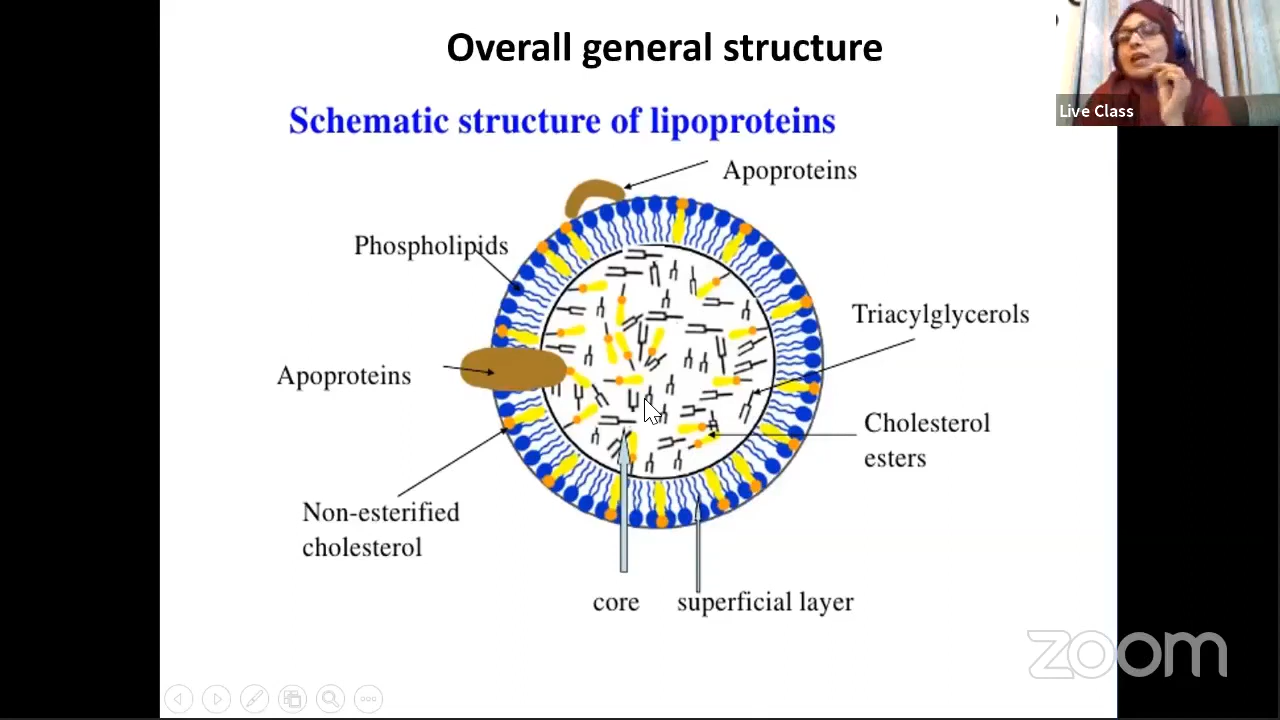 Overall general structure
Live Class
Schematic structure of lipoproteins
Apoproteins
Phospholipids
Triacylglycerols
Apoproteins
Cholesterol
esters
Non-esterified
cholesterol
core
superficial layer
zoom